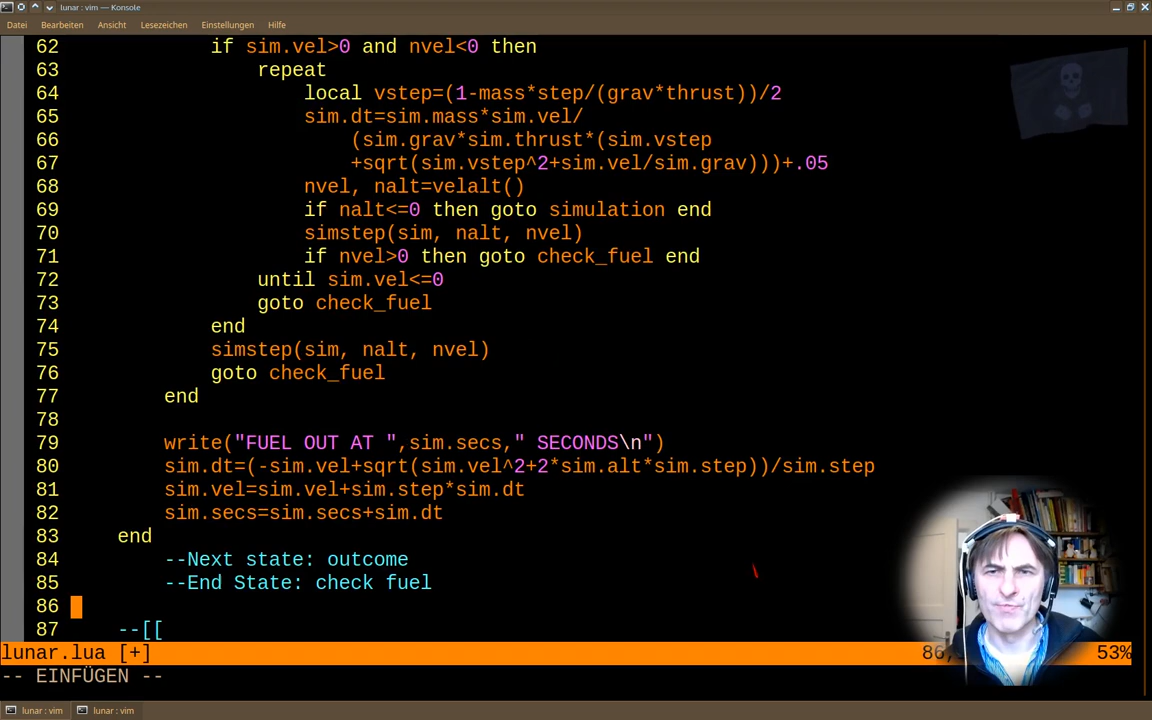 lunar : vim — Konsole
Datei Bearbeiten Ansicht Lesezeichen Einstellungen Hilfe
62 if sim.vel>0 and nvel<0 then
63 repeat
64 local vstep=(1-mass*step/(grav*thrust))/2
65 sim.dt=sim.mass*sim.vel/
66 (sim.grav*sim.thrust*(sim.vstep
67 +sqrt(sim.vstep^2+sim.vel/sim.grav)))+.05
68 nvel, nalt=velalt()
69 if nalt<=0 then goto simulation end
70 simstep(sim, nalt, nvel)
71 if nvel>0 then goto check_fuel end
72 until sim.vel<=0
73 goto check_fuel
74 end
75 simstep(sim, nalt, nvel)
76 goto check_fuel
77 end
78
79 write("FUEL OUT AT ",sim.secs," SECONDS\n")
80 sim.dt=(-sim.vel+sqrt(sim.vel^2+2*sim.alt*sim.step))/sim.step
81 sim.vel=sim.vel+sim.step*sim.dt
82 sim.secs=sim.secs+sim.dt
83 end
84 --Next state: outcome
85 --End State: check fuel
86
87 --[[
lunar.lua [+] 86, 53%
-- EINFÜGEN --
lunar : vim lunar : vim